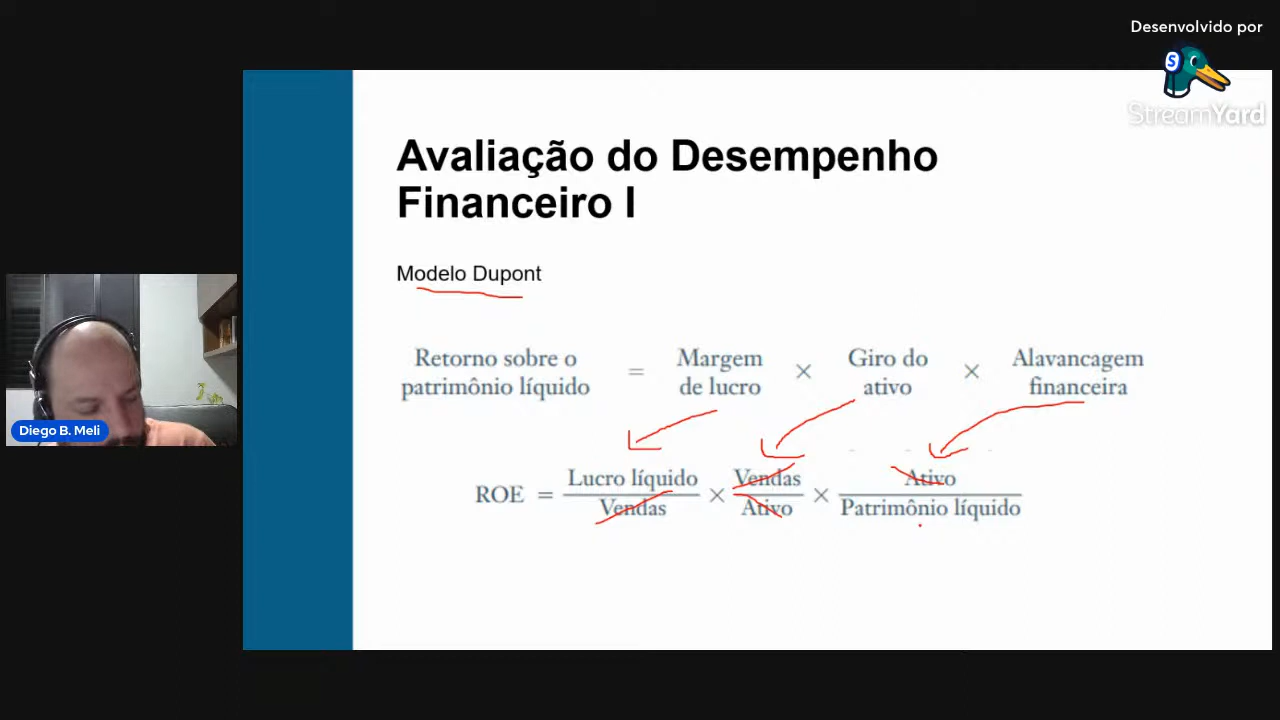 Desenvolvido por
StreamYard
Avaliação do Desempenho
Financeiro I
Modelo Dupont
Retorno sobre o
patrimônio líquido
=
Margem
de lucro
×
Giro do
ativo
×
Alavancagem
financeira
ROE =
Lucro líquido
Vendas
×
Vendas
Ativo
×
Ativo
Patrimônio líquido
Diego B. Meli